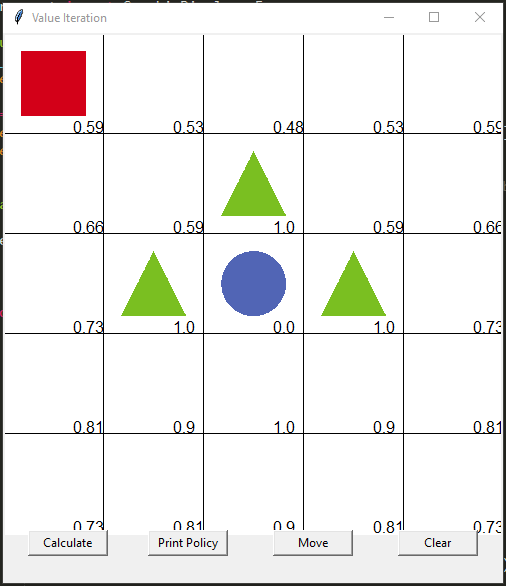 Value Iteration
0.59 0.53 0.48 0.53 0.59
0.66 0.59 1.0 0.59 0.66
0.73 1.0 0.0 1.0 0.73
0.81 0.9 1.0 0.9 0.81
0.73 0.81 0.9 0.81 0.73
Calculate Print Policy Move Clear